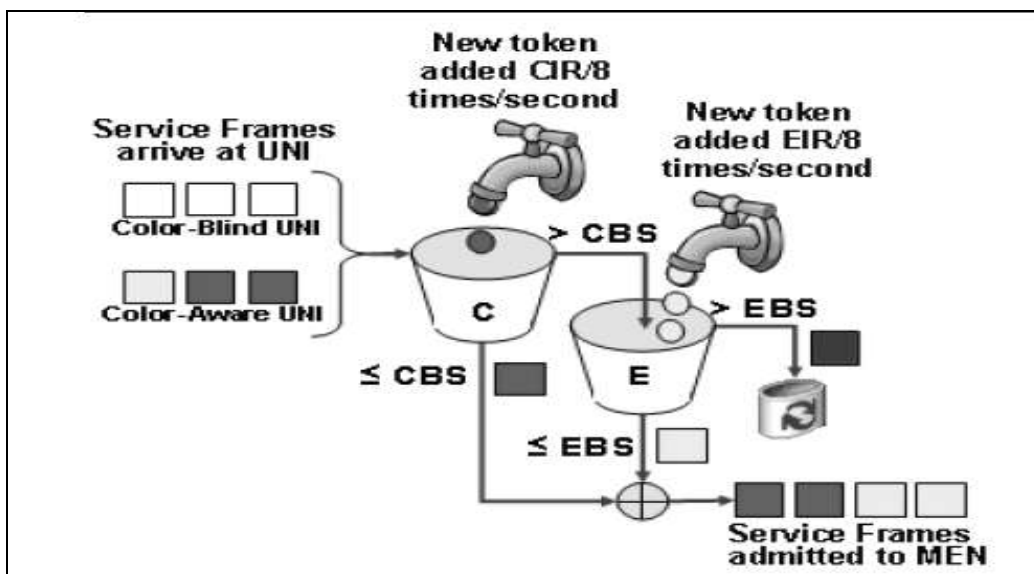 New token
added CIR/8
times/second
New token
added EIR/8
times/second
Service Frames
arrive at UNI
Color-Blind UNI
Color-Aware UNI
> CBS
C
> EBS
E
≤ CBS
≤ EBS
Service Frames
admitted to MEN